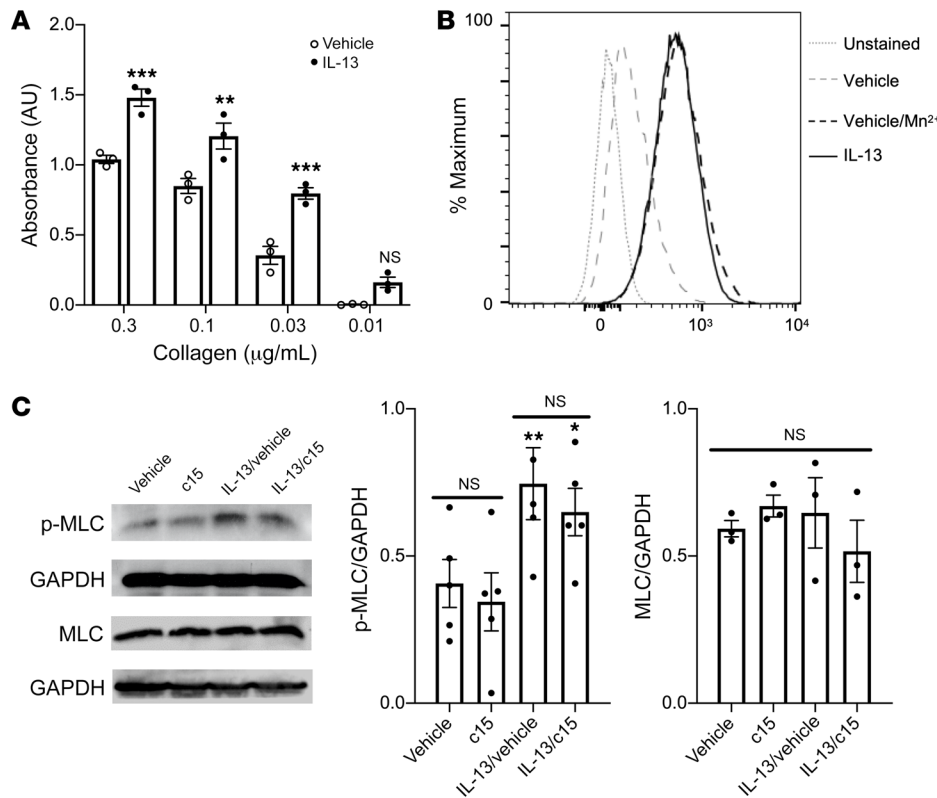 A
2.0
1.5
1.0
0.5
0.0
Absorbance (AU)
Vehicle
IL-13
***
**
***
NS
0.3 0.1 0.03 0.01
Collagen (μg/mL)
B
100
0
% Maximum
0 10³ 10⁴
Unstained
Vehicle
Vehicle/Mn²⁺
IL-13
C
Vehicle c15 IL-13/vehicle IL-13/c15
p-MLC
GAPDH
MLC
GAPDH
1.0
0.5
0.0
p-MLC/GAPDH
NS
NS
**
*
Vehicle c15 IL-13/vehicle IL-13/c15
1.0
0.5
0.0
MLC/GAPDH
NS
Vehicle c15 IL-13/vehicle IL-13/c15